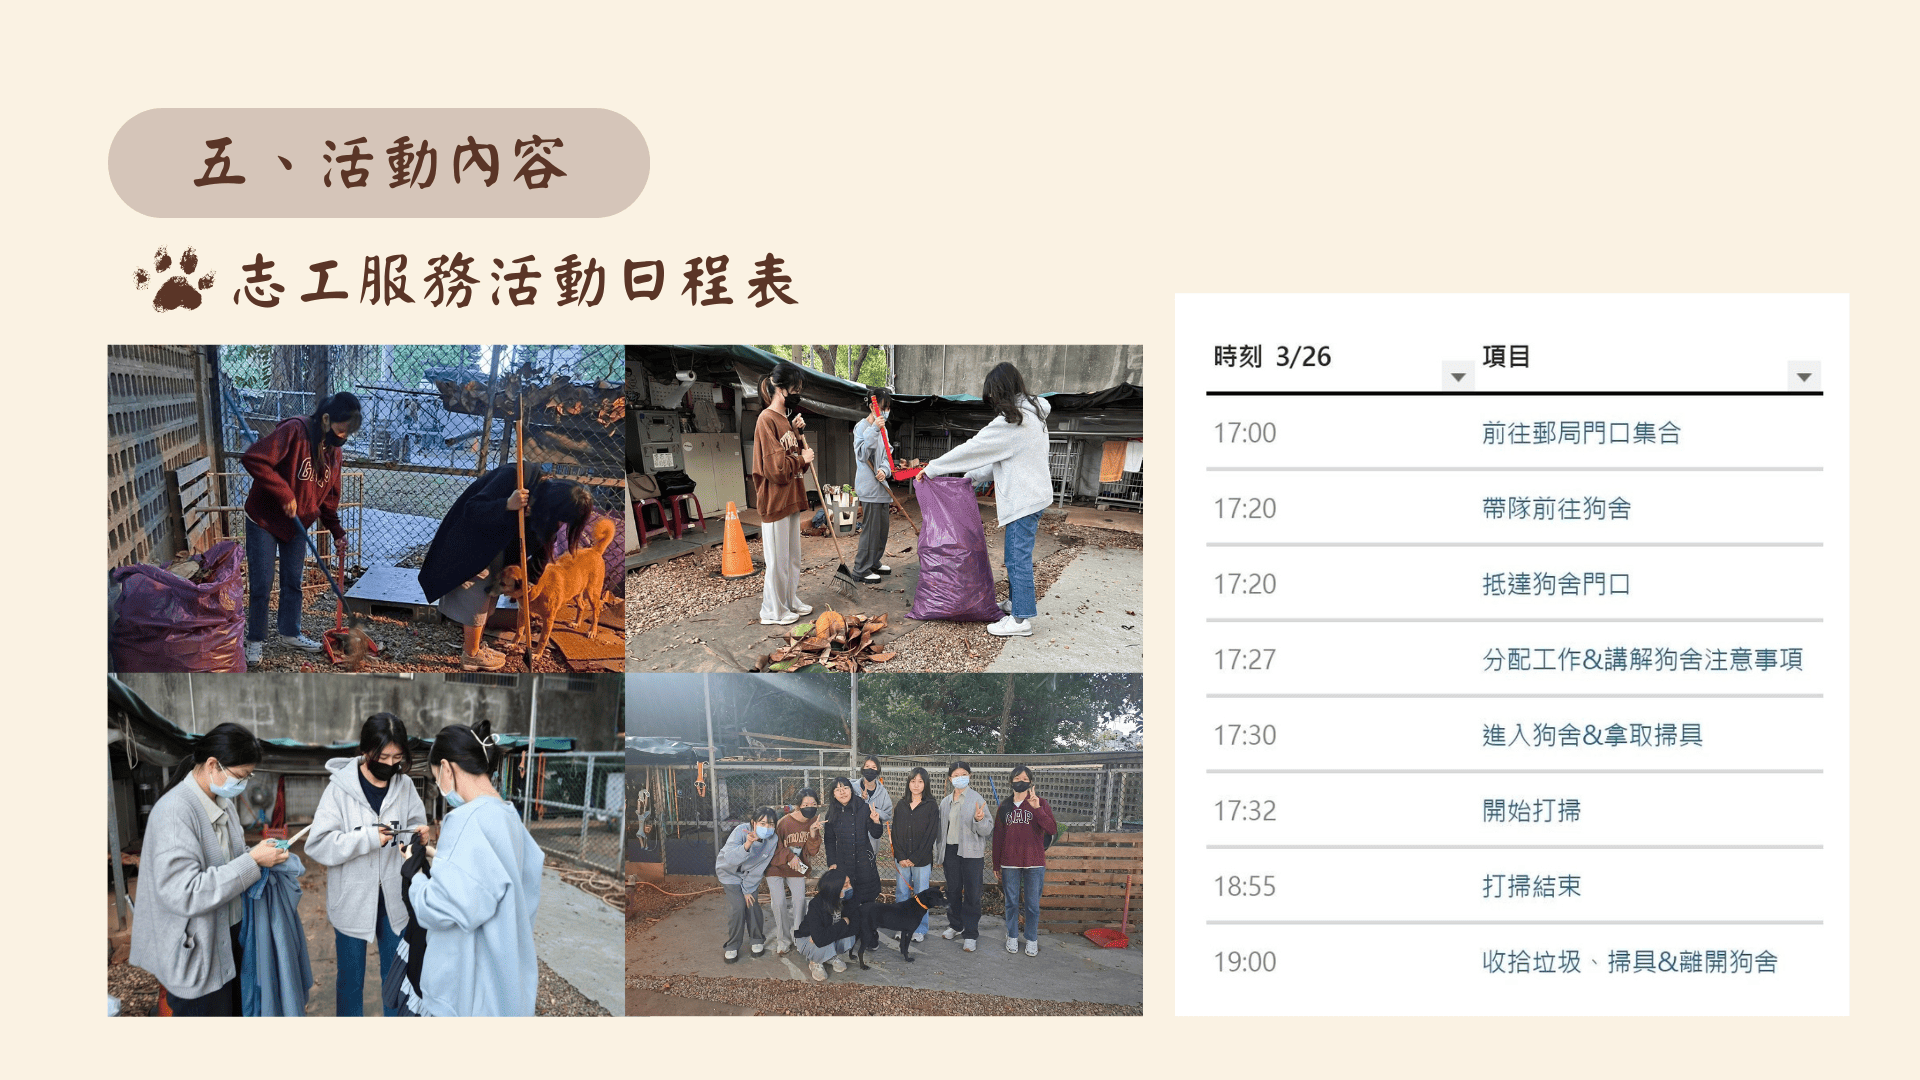 五、活動內容
志工服務活動日程表
時刻 3/26 項目
17:00 前往郵局門口集合
17:20 帶隊前往狗舍
17:20 抵達狗舍門口
17:27 分配工作&講解狗舍注意事項
17:30 進入狗舍&拿取掃具
17:32 開始打掃
18:55 打掃結束
19:00 收拾垃圾、掃具&離開狗舍
GAP